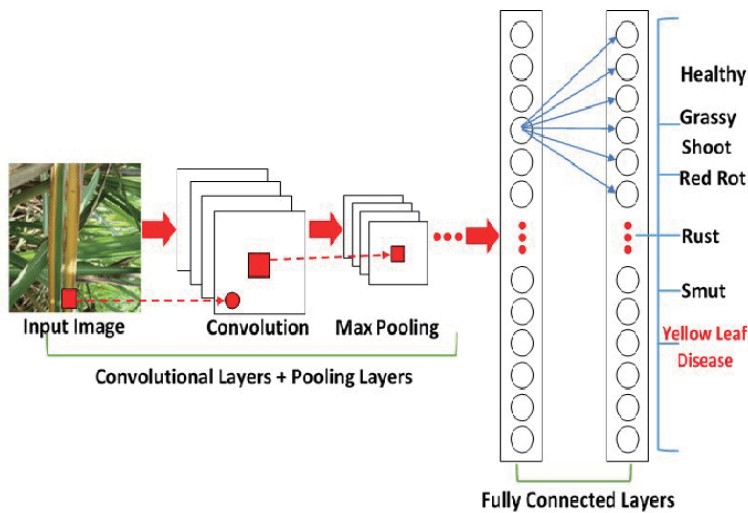 Input Image
Convolution
Max Pooling
Convolutional Layers + Pooling Layers
Healthy
Grassy
Shoot
Red Rot
Rust
Smut
Yellow Leaf
Disease
Fully Connected Layers